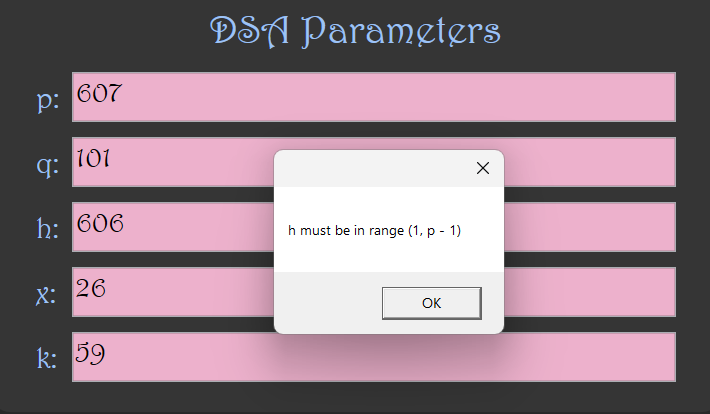 DSA Parameters
p: 607
q: 101
h: 606
h must be in range (1, p - 1)
x: 26
OK
k: 59